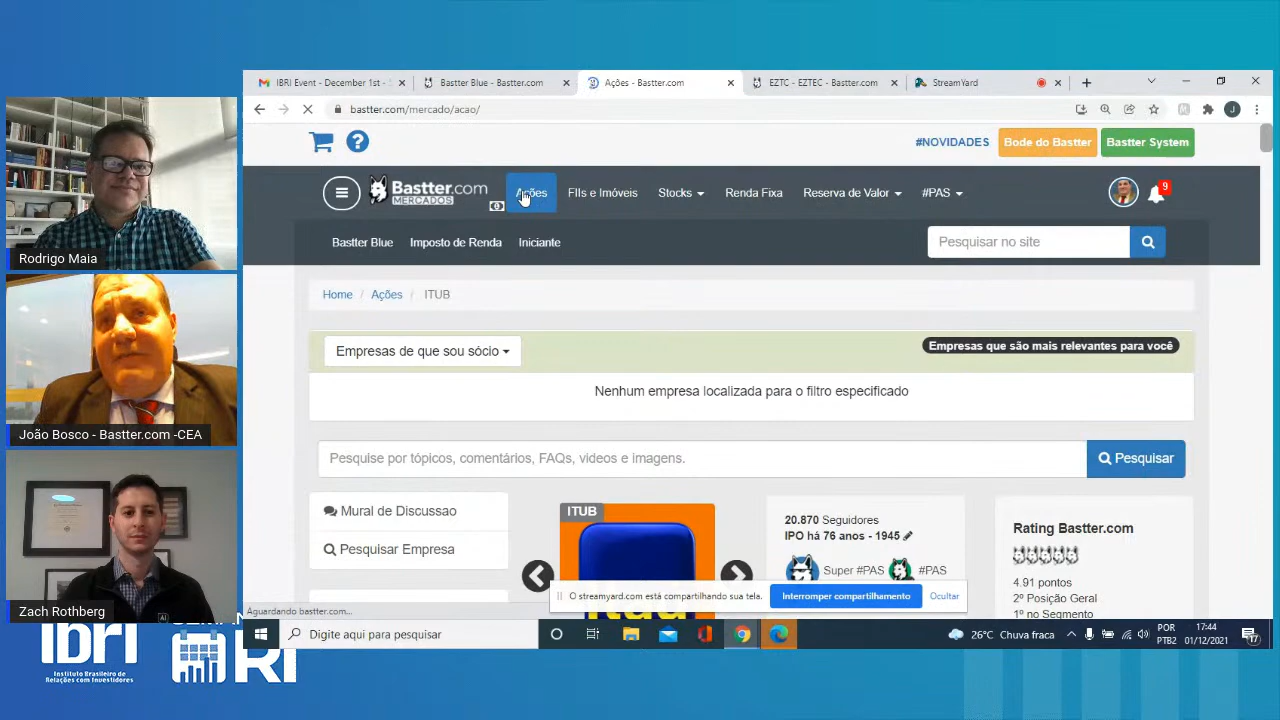 IBRI Event - December 1st -
Bastter Blue - Bastter.com
Ações - Bastter.com
EZTC - EZTEC - Bastter.com
StreamYard
bastter.com/mercado/acao/
J
#NOVIDADES
Bode do Bastter
Bastter System
Bastter.com
MERCADOS
Ações
FIIs e Imóveis
Stocks
Renda Fixa
Reserva de Valor
#PAS
9
Bastter Blue
Imposto de Renda
Iniciante
Pesquisar no site
Home / Ações / ITUB
Empresas de que sou sócio
Empresas que são mais relevantes para você
Nenhum empresa localizada para o filtro especificado
Pesquise por tópicos, comentários, FAQs, videos e imagens.
Pesquisar
Mural de Discussao
Pesquisar Empresa
ITUB
20.870 Seguidores
IPO há 76 anos - 1945
Super #PAS
#PAS
Rating Bastter.com
4.91 pontos
2º Posição Geral
1º no Segmento
O streamyard.com está compartilhando sua tela.
Interromper compartilhamento
Ocultar
Aguardando bastter.com...
Digite aqui para pesquisar
26°C Chuva fraca
POR
PTB2
17:44
01/12/2021
17
Rodrigo Maia
João Bosco - Bastter.com -CEA
Zach Rothberg
IBRI
Instituto Brasileiro de
Relações com Investidores
RI